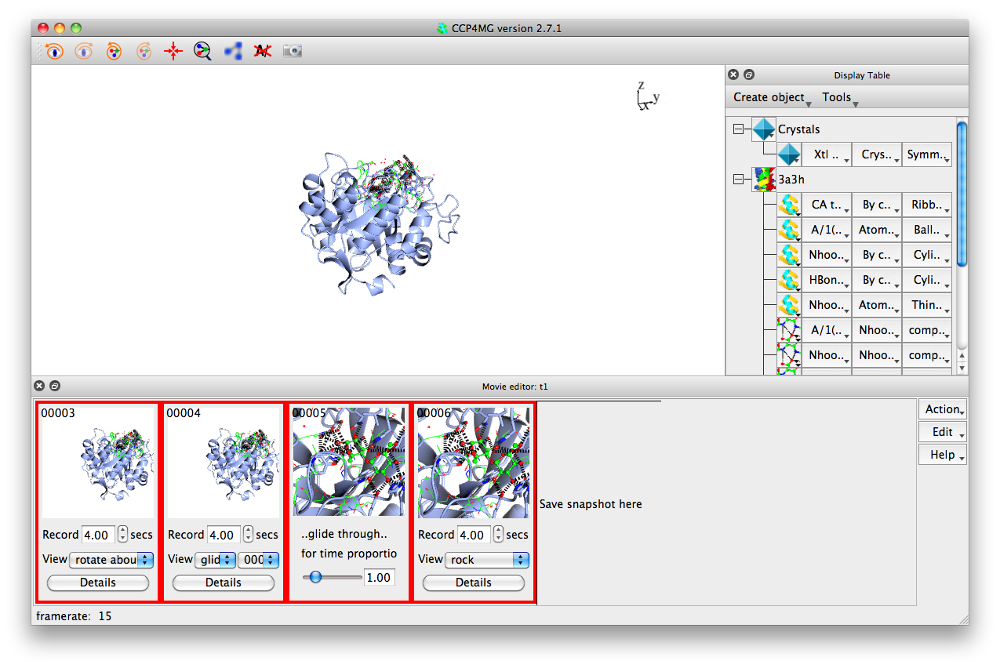 CCP4MG version 2.7.1
z
y
x
Display Table
Create object Tools
Crystals
Xtl .. Crys.. Symm..
3a3h
CA t.. By c.. Ribb..
A/1(.. Atom.. Ball..
Nhoo.. By c.. Cyli..
HBon.. By c.. Cyli..
Nhoo.. Atom.. Thin..
A/1(.. Nhoo.. comp..
Nhoo.. Nhoo.. comp..
Movie editor: t1
00003 00004 00005 00006
Save snapshot here
Record 4.00 secs Record 4.00 secs ..glide through.. Record 4.00 secs
View rotate abou View glid 000 for time proportio View rock
Details Details 1.00 Details
Action
Edit
Help
framerate: 15